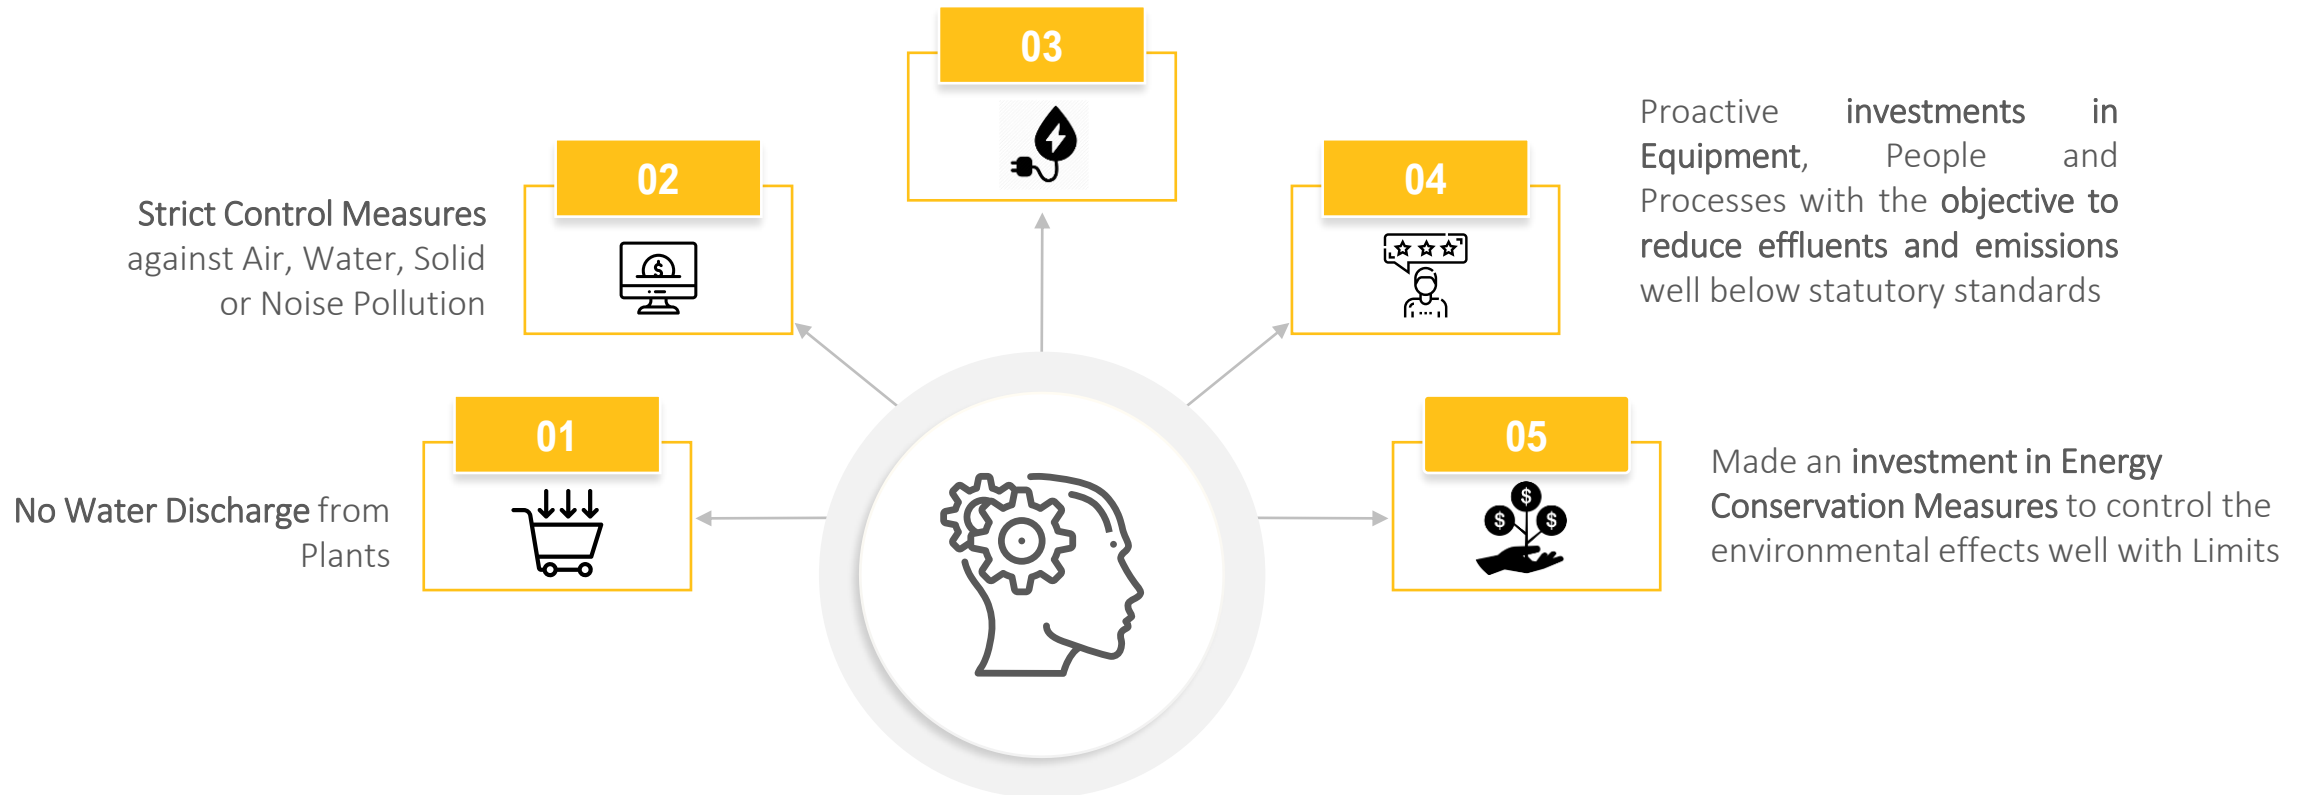 01
No Water Discharge from
Plants
02
Strict Control Measures
against Air, Water, Solid
or Noise Pollution
03
04
Proactive investments in
Equipment, People and
Processes with the objective to
reduce effluents and emissions
well below statutory standards
05
Made an investment in Energy
Conservation Measures to control the
environmental effects well with Limits